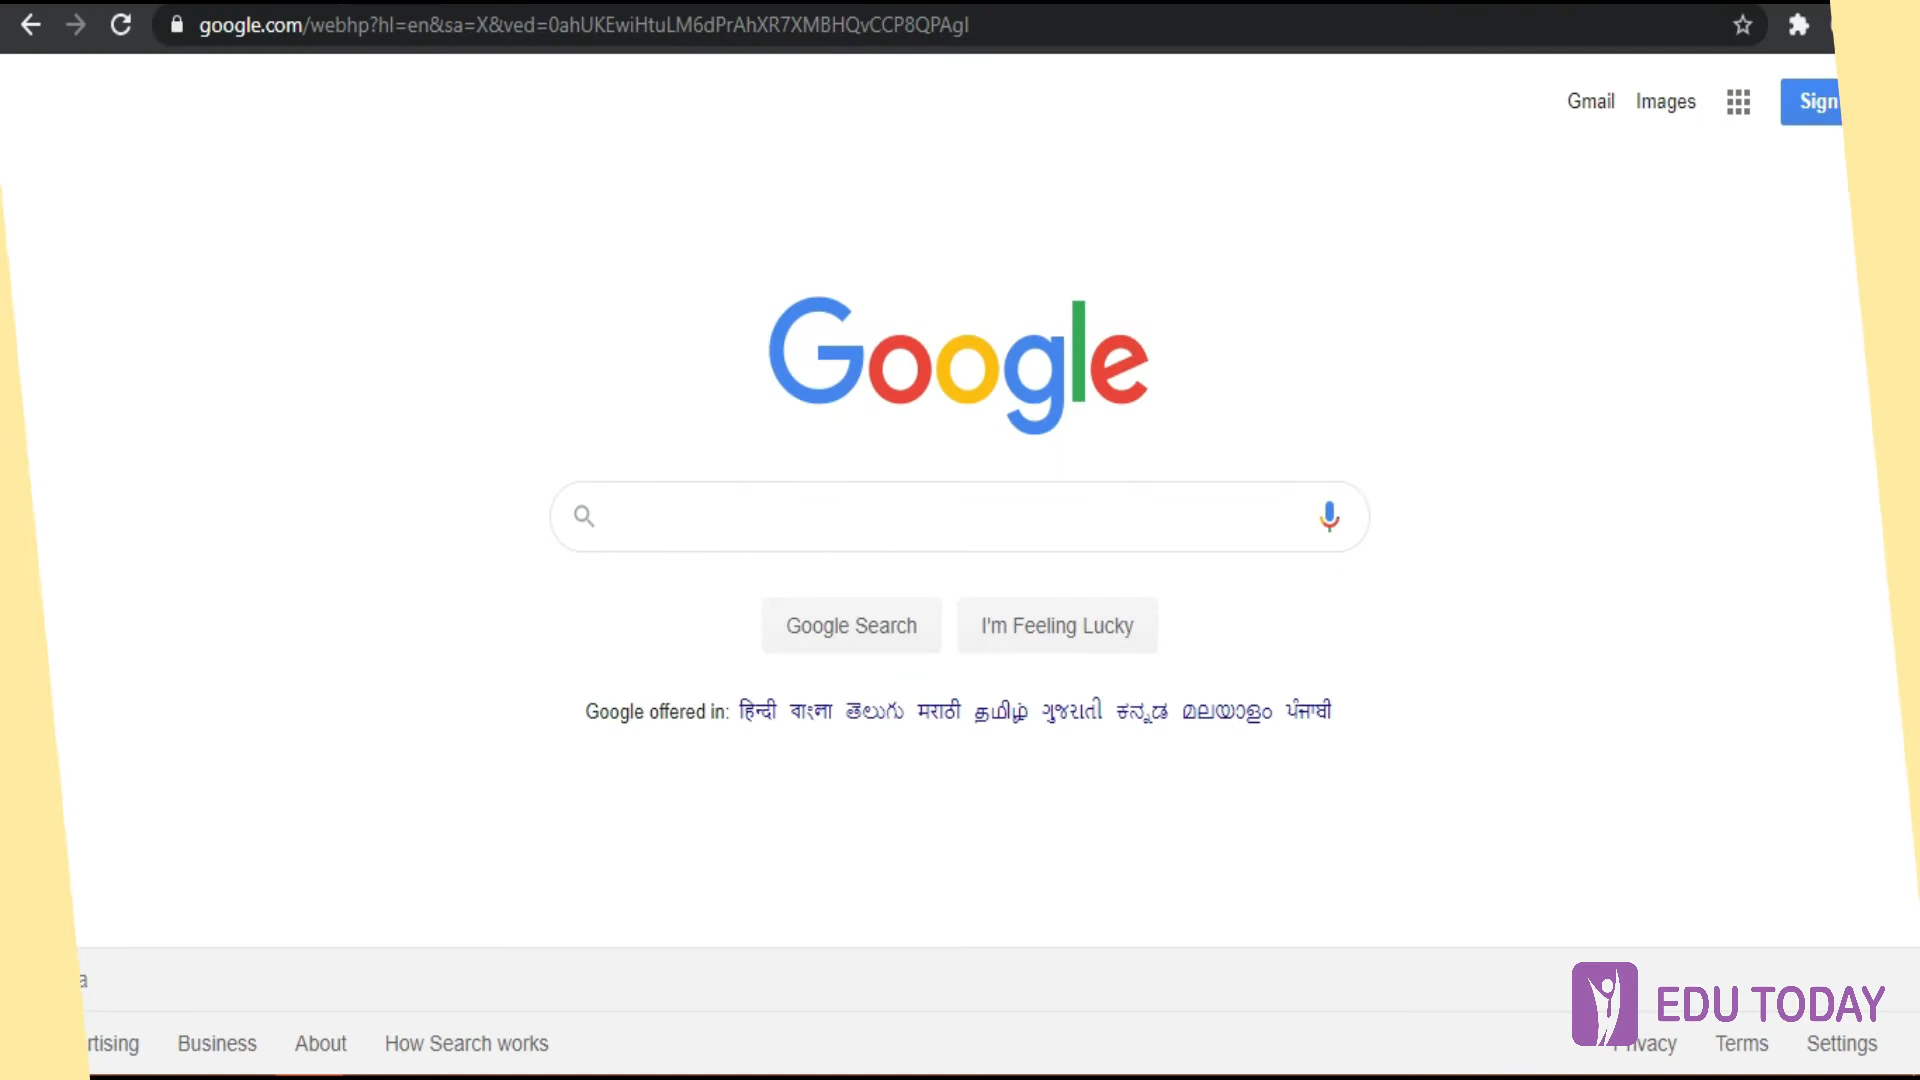 google.com/webhp?hl=en&sa=X&ved=0ahUKEwiHtuLM6dPrAhXR7XMBHQvCCP8QPAgI
Gmail Images Sign
Google
Google Search I'm Feeling Lucky
Google offered in: हिन्दी বাংলা తెలుగు मराठी தமிழ் ગુજરાતી ಕನ್ನಡ മലയാളം ਪੰਜਾਬੀ
a
EDU TODAY
rtising Business About How Search works Privacy Terms Settings